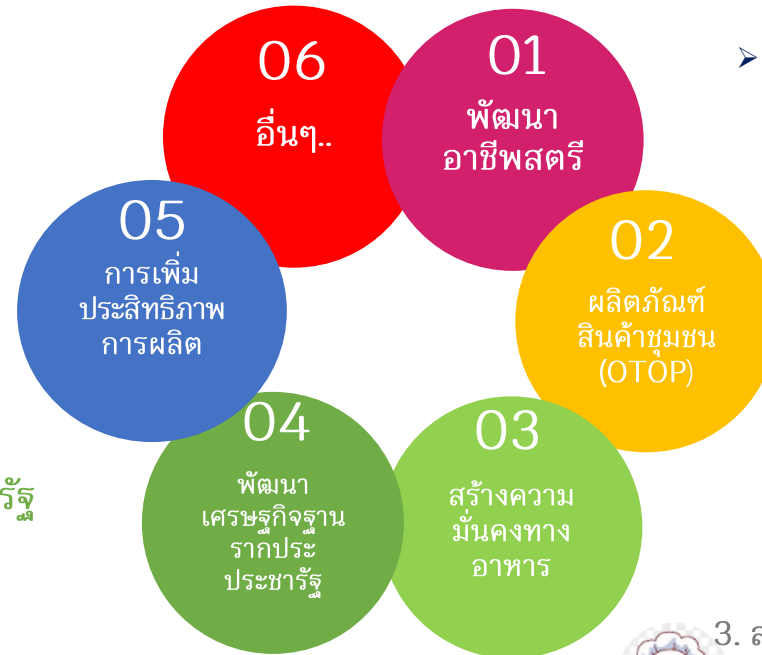 01
พัฒนา
อาชีพสตรี
02
ผลิตภัณฑ์
สินค้าชุมชน
(OTOP)
03
สร้างความ
มั่นคงทาง
อาหาร
04
พัฒนา
เศรษฐกิจฐาน
รากประ
ประชารัฐ
05
การเพิ่ม
ประสิทธิภาพ
การผลิต
06
อื่นๆ..
รัฐ
3.